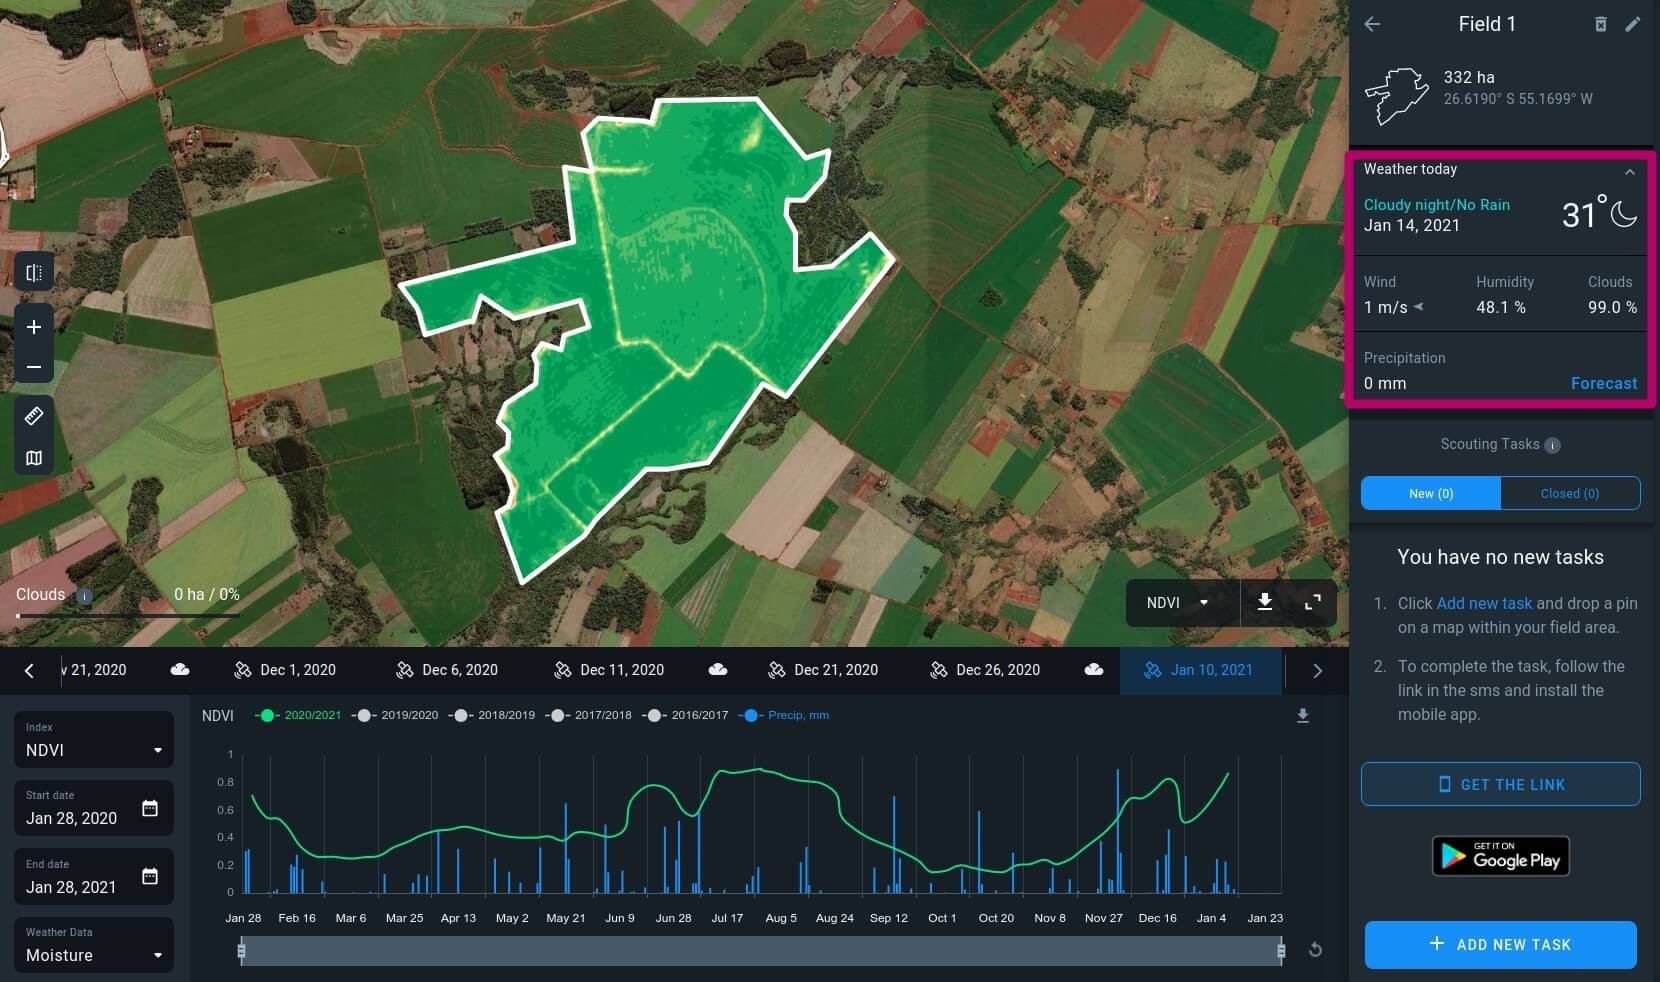 Field 1
332 ha
26.6190° S 55.1699° W
Weather today
Cloudy night/No Rain
Jan 14, 2021
31°
Wind Humidity Clouds
1 m/s 48.1 % 99.0 %
Precipitation
0 mm Forecast
Scouting Tasks i
New (0) Closed (0)
You have no new tasks
1. Click Add new task and drop a pin
on a map within your field area.
2. To complete the task, follow the
link in the sms and install the
mobile app.
GET THE LINK
GET IT ON
Google Play
+ ADD NEW TASK
Clouds i 0 ha / 0%
NDVI
v 21, 2020 Dec 1, 2020 Dec 6, 2020 Dec 11, 2020 Dec 21, 2020 Dec 26, 2020 Jan 10, 2021
Index
NDVI
Start date
Jan 28, 2020
End date
Jan 28, 2021
Weather Data
Moisture
NDVI 2020/2021 2019/2020 2018/2019 2017/2018 2016/2017 Precip, mm
1
0.8
0.6
0.4
0.2
0
Jan 28 Feb 16 Mar 6 Mar 25 Apr 13 May 2 May 21 Jun 9 Jun 28 Jul 17 Aug 5 Aug 24 Sep 12 Oct 1 Oct 20 Nov 8 Nov 27 Dec 16 Jan 4 Jan 23